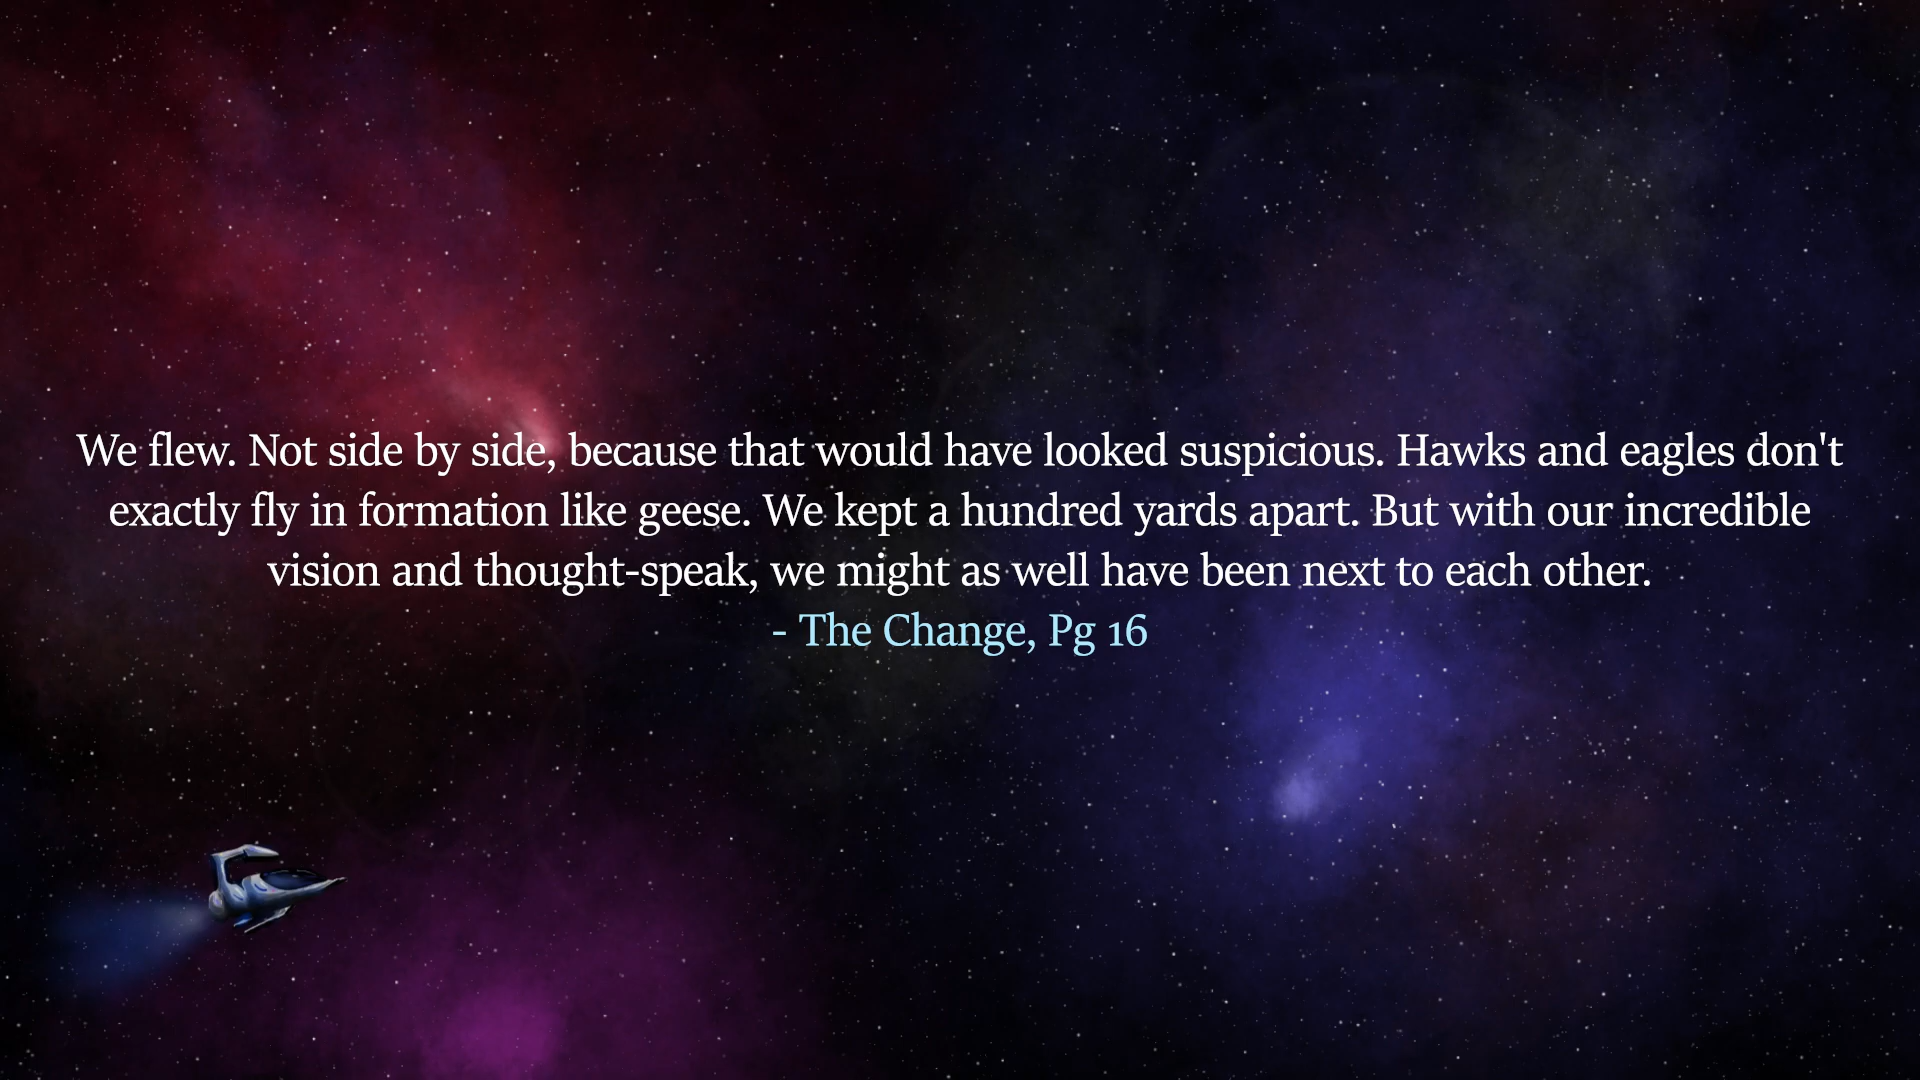 We flew. Not side by side, because that would have looked suspicious. Hawks and eagles don't
exactly fly in formation like geese. We kept a hundred yards apart. But with our incredible
vision and thought-speak, we might as well have been next to each other.
- The Change, Pg 16